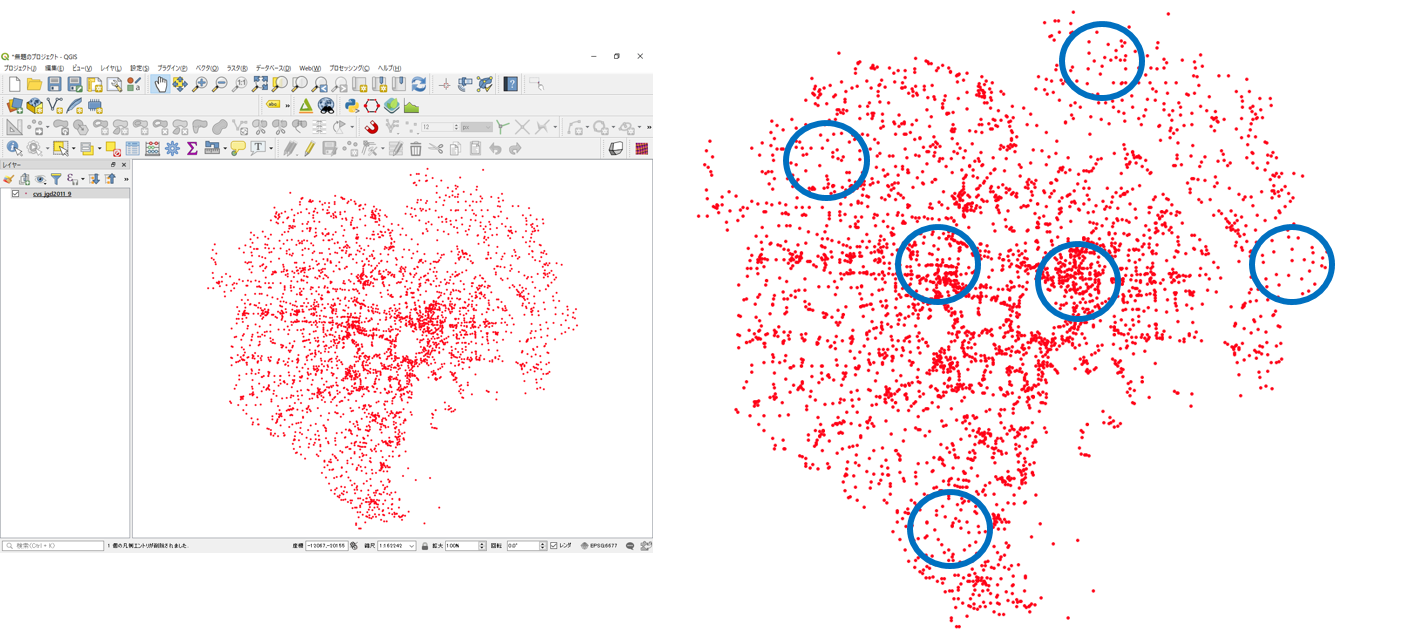 *無題のプロジェクト - QGIS
プロジェクト(J) 編集(E) ビュー(V) レイヤ(L) 設定(S) プラグイン(P) ベクタ(O) ラスタ(R) データベース(D) Web(W) プロセッシング(C) ヘルプ(H)
abc »
12 px »
レイヤー
»
cvs_jgd2011_9
検索(Ctrl + K) 1 個の凡例エントリが削除されました. 座標 -12067,-20155 縮尺 1:162242 拡大 100% 回転 0.0° レンダ EPSG:6677